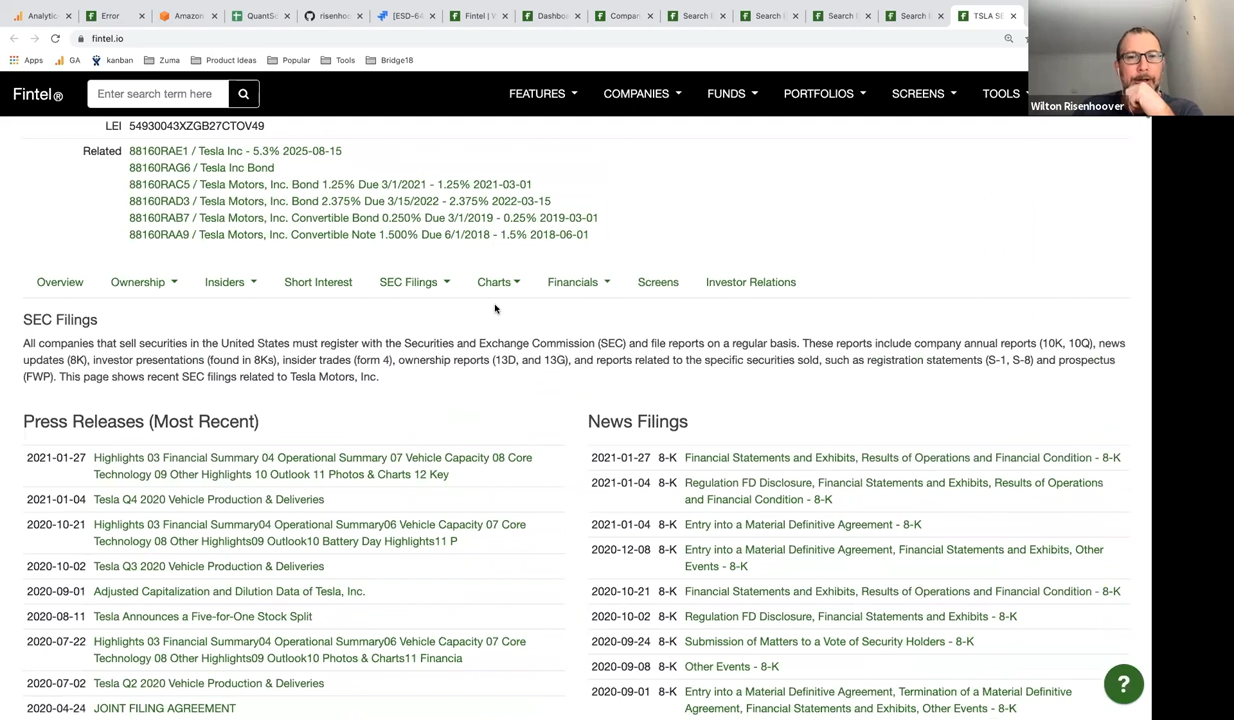 Analytic
Error
Amazon
QuantSc
risenhoo
[ESD-64
Fintel | V
Dashbo
Compan
Search
Search
Search
Search
TSLA SE
fintel.io
Apps GA kanban Zuma Product Ideas Popular Tools Bridge18
Fintel® Enter search term here FEATURES COMPANIES FUNDS PORTFOLIOS SCREENS TOOLS
Wilton Risenhoover
LEI 54930043XZGB27CTOV49
Related 88160RAE1 / Tesla Inc - 5.3% 2025-08-15
88160RAG6 / Tesla Inc Bond
88160RAC5 / Tesla Motors, Inc. Bond 1.25% Due 3/1/2021 - 1.25% 2021-03-01
88160RAD3 / Tesla Motors, Inc. Bond 2.375% Due 3/15/2022 - 2.375% 2022-03-15
88160RAB7 / Tesla Motors, Inc. Convertible Bond 0.250% Due 3/1/2019 - 0.25% 2019-03-01
88160RAA9 / Tesla Motors, Inc. Convertible Note 1.500% Due 6/1/2018 - 1.5% 2018-06-01
Overview Ownership Insiders Short Interest SEC Filings Charts Financials Screens Investor Relations
SEC Filings
All companies that sell securities in the United States must register with the Securities and Exchange Commission (SEC) and file reports on a regular basis. These reports include company annual reports (10K, 10Q), news
updates (8K), investor presentations (found in 8Ks), insider trades (form 4), ownership reports (13D, and 13G), and reports related to the specific securities sold, such as registration statements (S-1, S-8) and prospectus
(FWP). This page shows recent SEC filings related to Tesla Motors, Inc.
Press Releases (Most Recent)
2021-01-27 Highlights 03 Financial Summary 04 Operational Summary 07 Vehicle Capacity 08 Core
Technology 09 Other Highlights 10 Outlook 11 Photos & Charts 12 Key
2021-01-04 Tesla Q4 2020 Vehicle Production & Deliveries
2020-10-21 Highlights 03 Financial Summary04 Operational Summary06 Vehicle Capacity 07 Core
Technology 08 Other Highlights09 Outlook10 Battery Day Highlights11 P
2020-10-02 Tesla Q3 2020 Vehicle Production & Deliveries
2020-09-01 Adjusted Capitalization and Dilution Data of Tesla, Inc.
2020-08-11 Tesla Announces a Five-for-One Stock Split
2020-07-22 Highlights 03 Financial Summary04 Operational Summary06 Vehicle Capacity 07 Core
Technology 08 Other Highlights09 Outlook10 Photos & Charts11 Financia
2020-07-02 Tesla Q2 2020 Vehicle Production & Deliveries
2020-04-24 JOINT FILING AGREEMENT
News Filings
2021-01-27 8-K Financial Statements and Exhibits, Results of Operations and Financial Condition - 8-K
2021-01-04 8-K Regulation FD Disclosure, Financial Statements and Exhibits, Results of Operations
and Financial Condition - 8-K
2021-01-04 8-K Entry into a Material Definitive Agreement - 8-K
2020-12-08 8-K Entry into a Material Definitive Agreement, Financial Statements and Exhibits, Other
Events - 8-K
2020-10-21 8-K Financial Statements and Exhibits, Results of Operations and Financial Condition - 8-K
2020-10-02 8-K Regulation FD Disclosure, Financial Statements and Exhibits - 8-K
2020-09-24 8-K Submission of Matters to a Vote of Security Holders - 8-K
2020-09-08 8-K Other Events - 8-K
2020-09-01 8-K Entry into a Material Definitive Agreement, Termination of a Material Definitive
Agreement, Financial Statements and Exhibits, Other Events - 8-K
?